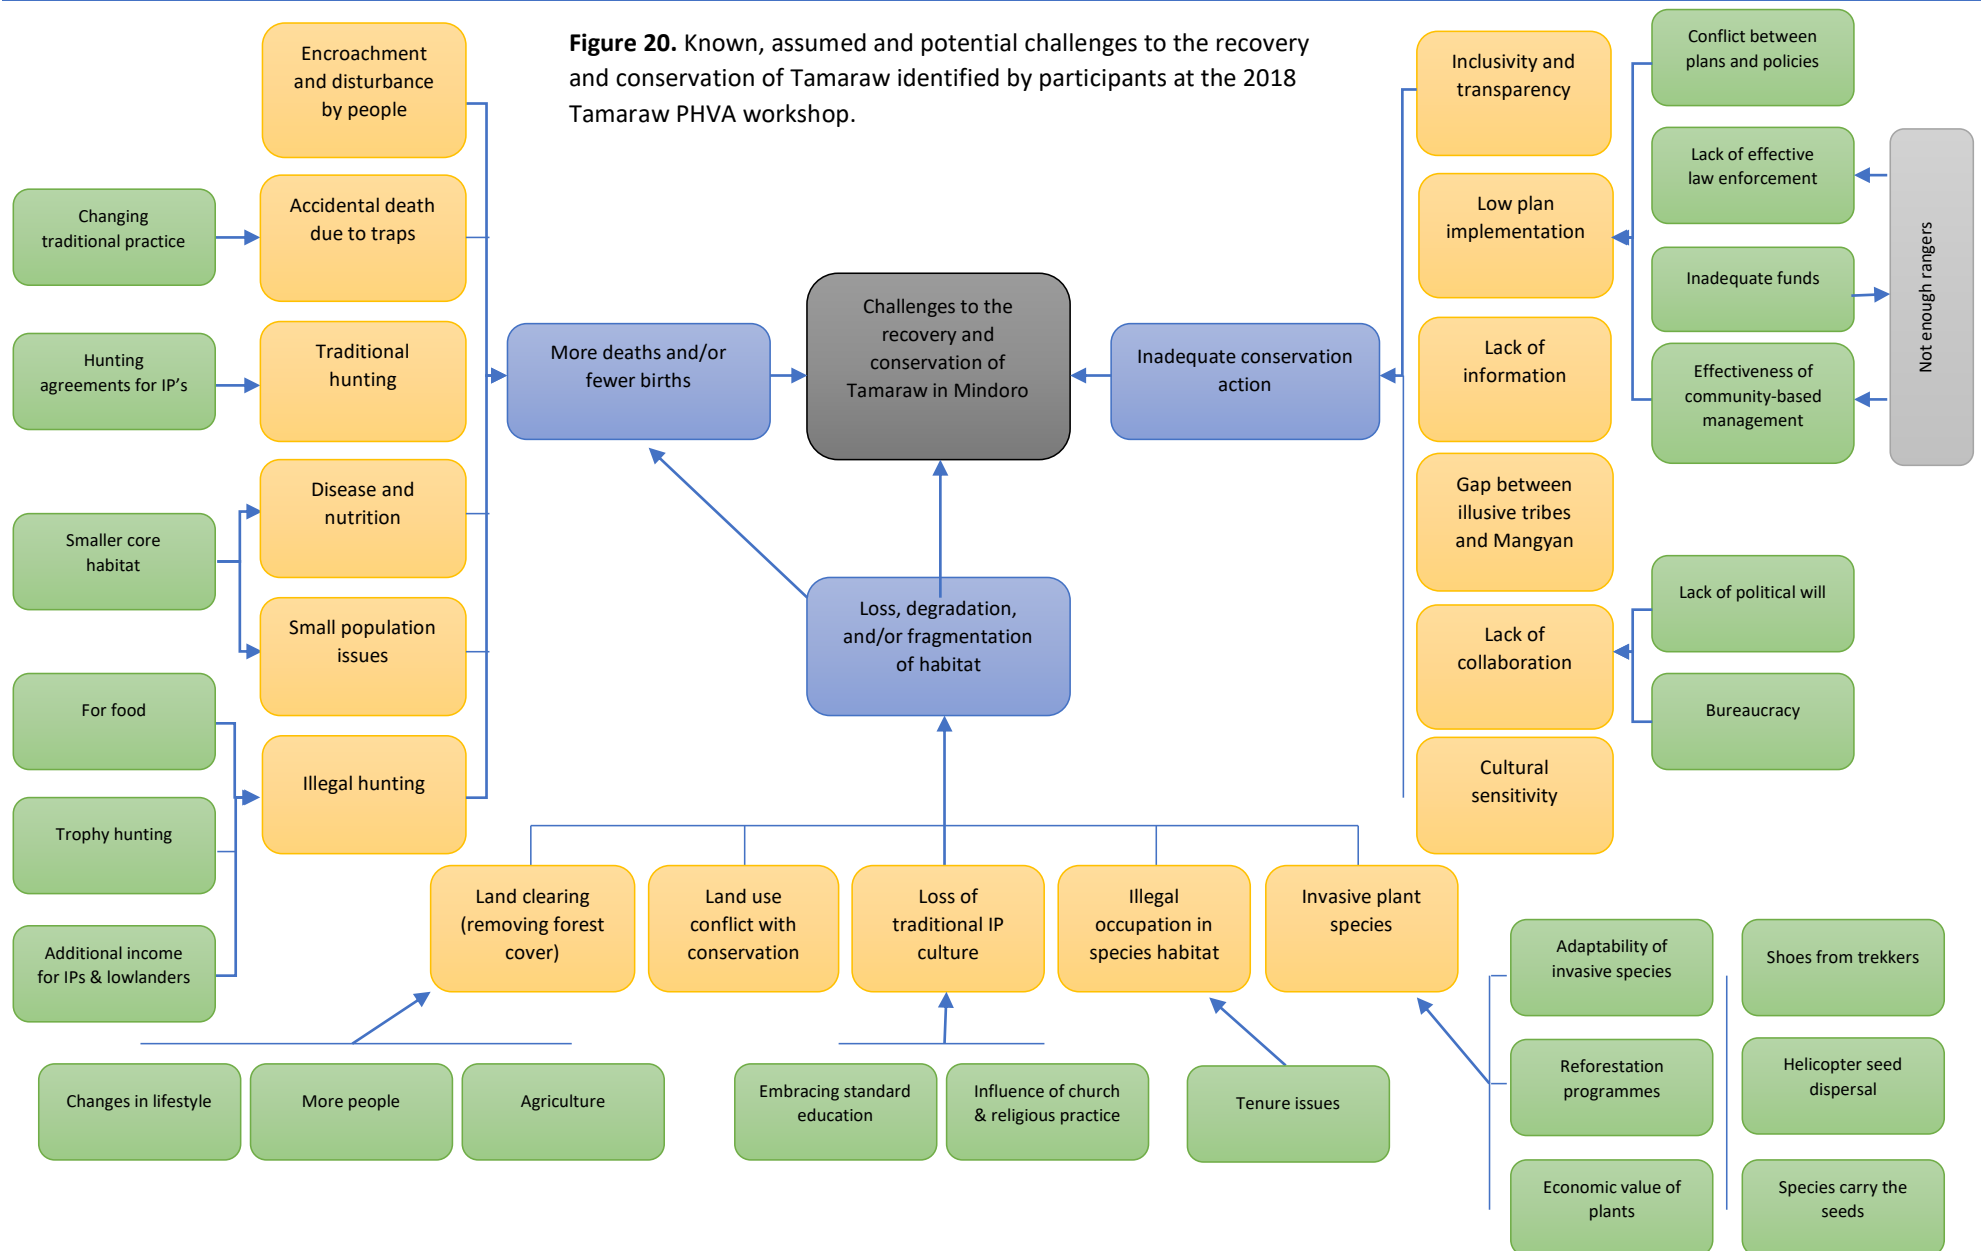 Figure 20. Known, assumed and potential challenges to the recovery
and conservation of Tamaraw identified by participants at the 2018
Tamaraw PHVA workshop.
Encroachment
and disturbance
by people
Accidental death
due to traps
Traditional
hunting
Disease and
nutrition
Small population
issues
Illegal hunting
Changing
traditional practice
Hunting
agreements for IP's
Smaller core
habitat
For food
Trophy hunting
Additional income
for IPs & lowlanders
More deaths and/or
fewer births
Challenges to the
recovery and
conservation of
Tamaraw in Mindoro
Inadequate conservation
action
Loss, degradation,
and/or fragmentation
of habitat
Inclusivity and
transparency
Low plan
implementation
Lack of
information
Gap between
illusive tribes
and Mangyan
Lack of
collaboration
Cultural
sensitivity
Conflict between
plans and policies
Lack of effective
law enforcement
Inadequate funds
Effectiveness of
community-based
management
Not enough rangers
Lack of political will
Bureaucracy
Land clearing
(removing forest
cover)
Land use
conflict with
conservation
Loss of
traditional IP
culture
Illegal
occupation in
species habitat
Invasive plant
species
Changes in lifestyle
More people
Agriculture
Embracing standard
education
Influence of church
& religious practice
Tenure issues
Adaptability of
invasive species
Shoes from trekkers
Reforestation
programmes
Helicopter seed
dispersal
Economic value of
plants
Species carry the
seeds